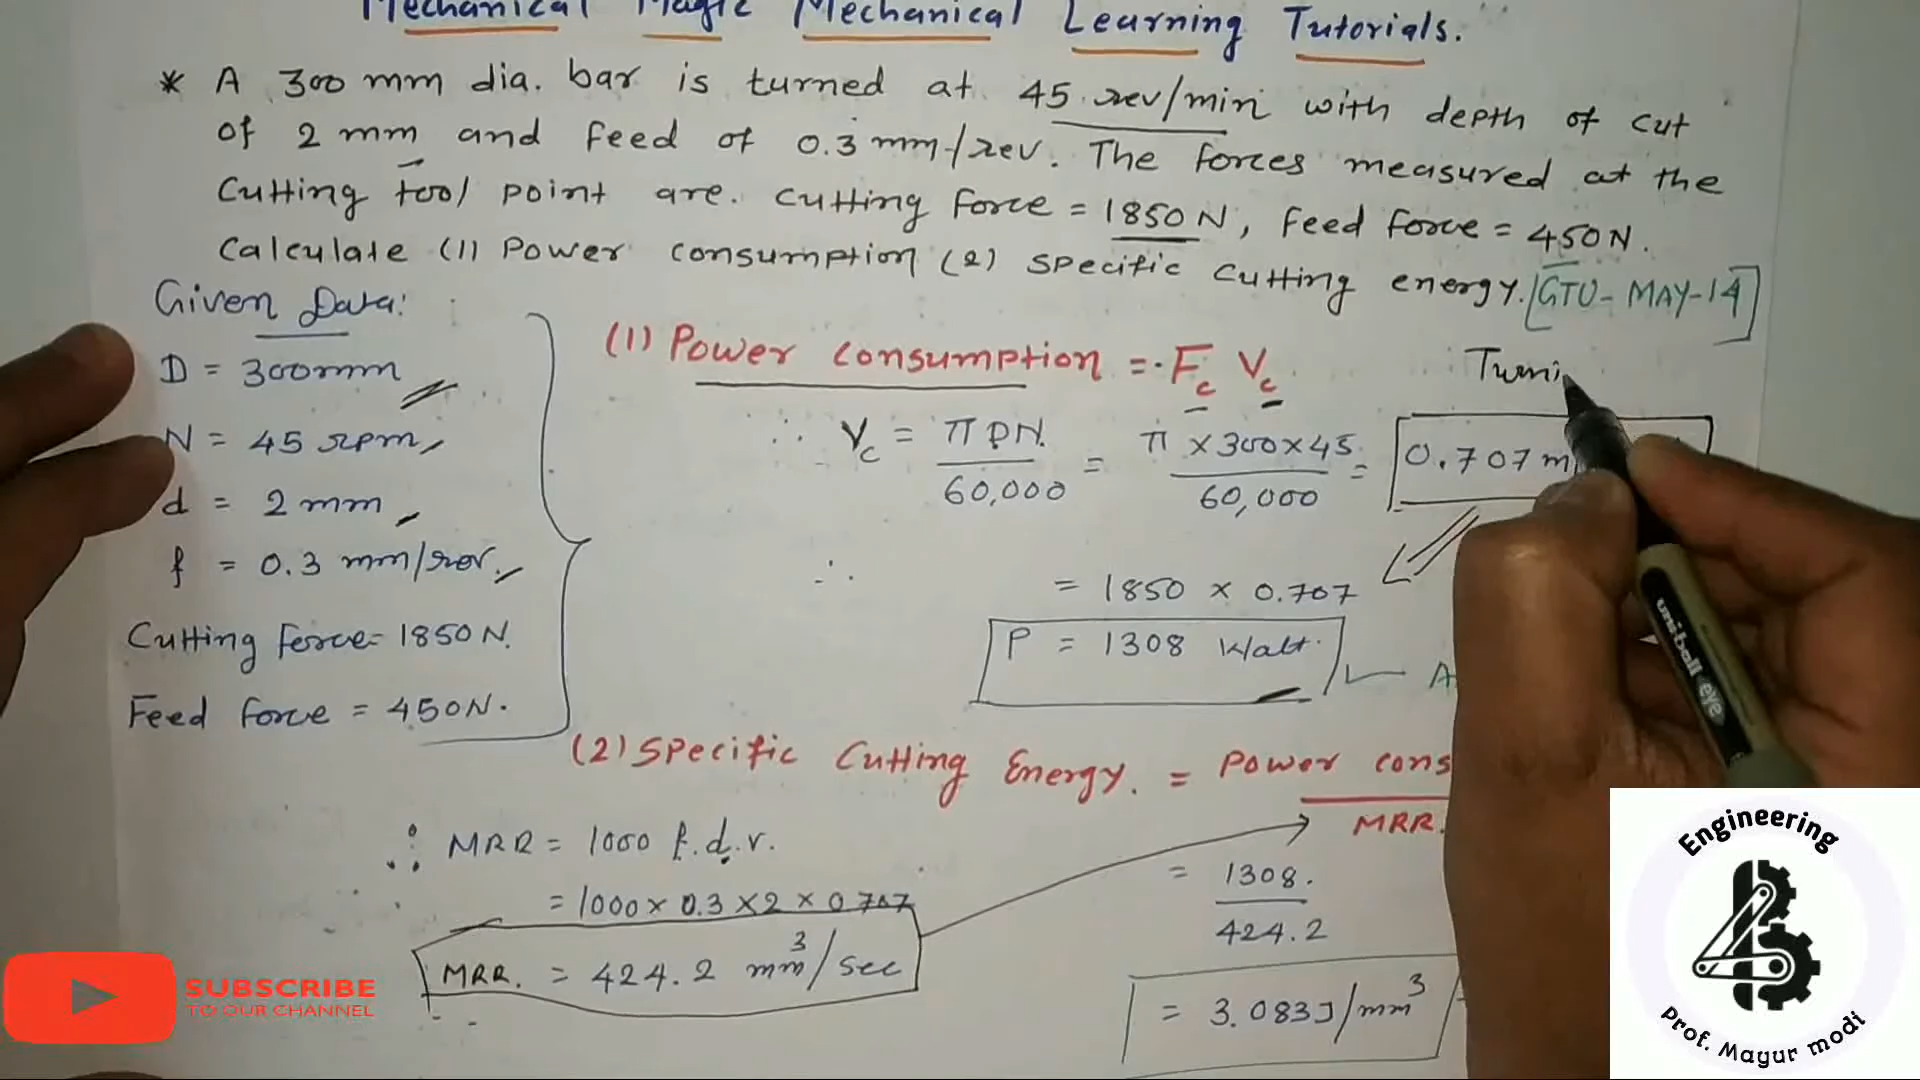 Mechanical Magic Mechanical Learning Tutorials.
* A 300 mm dia. bar is turned at 45 rev/min with depth of cut
of 2 mm and feed of 0.3 mm/rev. The forces measured at the
cutting tool point are. cutting force = 1850 N, feed force = 450 N.
Calculate (1) Power consumption (2) specific cutting energy. [GTU- MAY-14]
Given Data:
D = 300mm
N = 45 rpm
d = 2 mm
f = 0.3 mm/rev.
Cutting force = 1850 N.
Feed force = 450 N.
(1) Power consumption = Fc Vc
Turni
∴ Vc = πDN / 60,000 = π × 300 × 45 / 60,000 = 0.707 m
∴ = 1850 × 0.707
P = 1308 Watt.
A
(2) Specific Cutting Energy. = Power cons
MRR.
∴ MRR = 1000 f.d.v.
= 1000 × 0.3 × 2 × 0.707
MRR. = 424.2 mm³/sec
= 1308. / 424.2
= 3.083 J/mm³
SUBSCRIBE
TO OUR CHANNEL
uniball eye
Engineering
Prof. Mayur modi